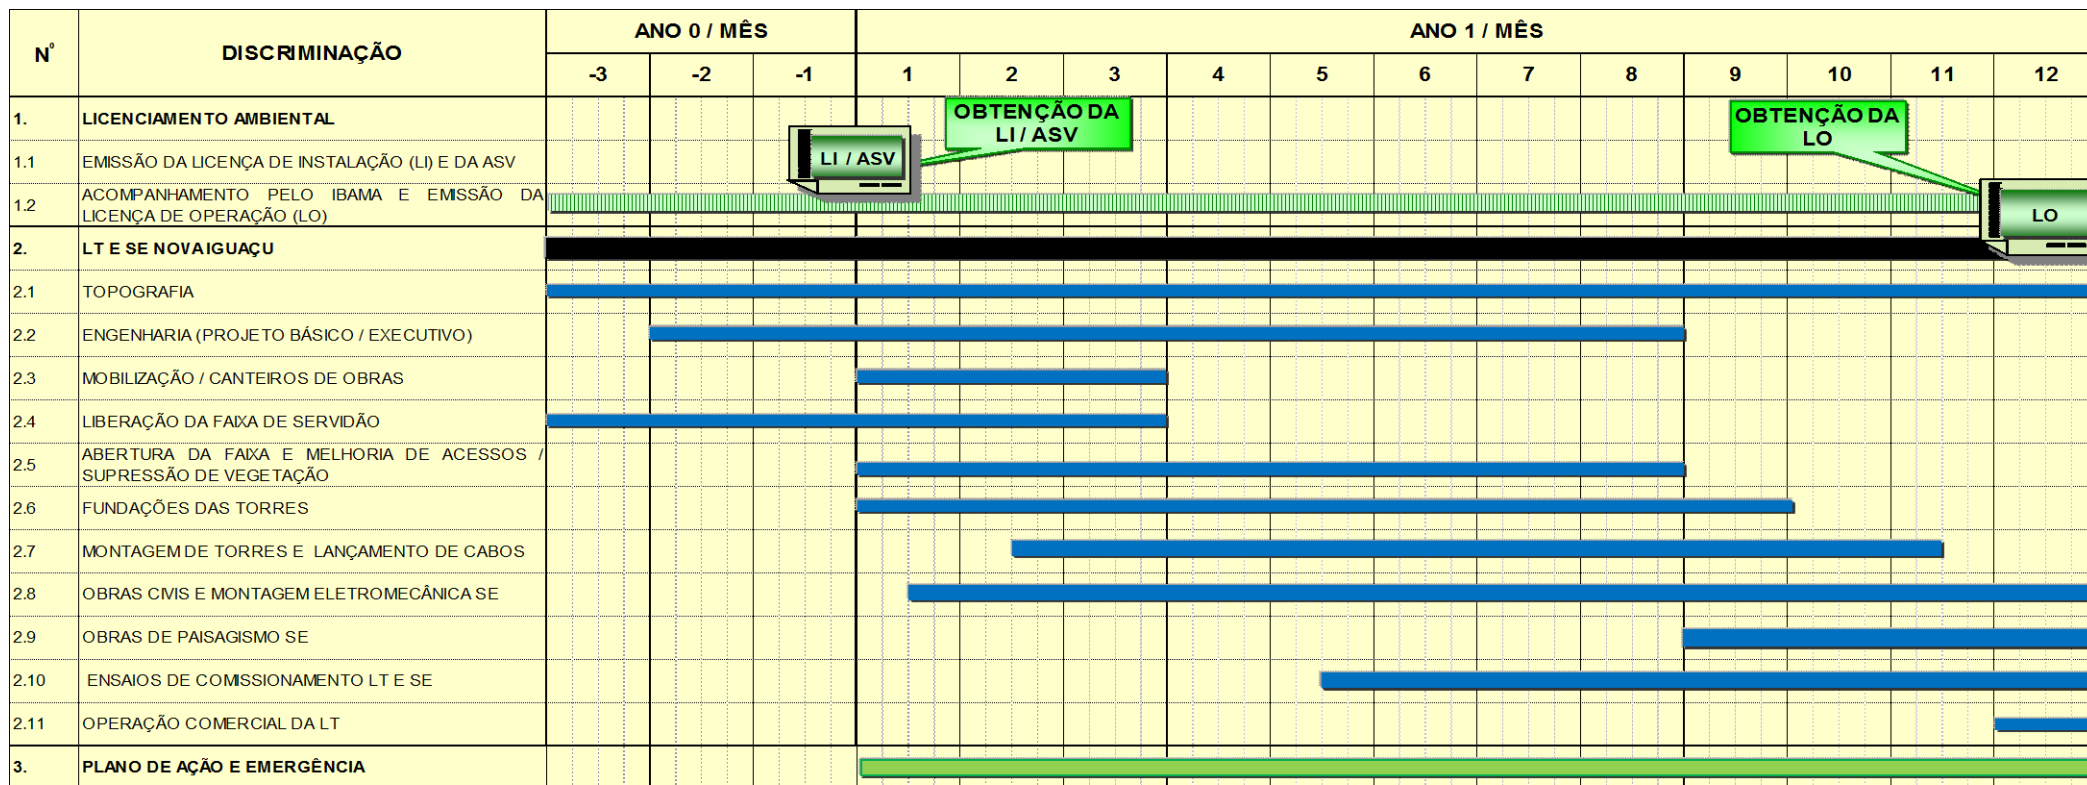 Nº DISCRIMINAÇÃO ANO 0 / MÊS ANO 1 / MÊS
-3 -2 -1 1 2 3 4 5 6 7 8 9 10 11 12
1. LICENCIAMENTO AMBIENTAL
OBTENÇÃO DA
LI / ASV
OBTENÇÃO DA
LO
1.1 EMISSÃO DA LICENÇA DE INSTALAÇÃO (LI) E DA ASV
LI / ASV
1.2 ACOMPANHAMENTO PELO IBAMA E EMISSÃO DA
LICENÇA DE OPERAÇÃO (LO)
LO
2. LT E SE NOVA IGUAÇU
2.1 TOPOGRAFIA
2.2 ENGENHARIA (PROJETO BÁSICO / EXECUTIVO)
2.3 MOBILIZAÇÃO / CANTEIROS DE OBRAS
2.4 LIBERAÇÃO DA FAIXA DE SERVIDÃO
2.5 ABERTURA DA FAIXA E MELHORIA DE ACESSOS /
SUPRESSÃO DE VEGETAÇÃO
2.6 FUNDAÇÕES DAS TORRES
2.7 MONTAGEM DE TORRES E LANÇAMENTO DE CABOS
2.8 OBRAS CIVIS E MONTAGEM ELETROMECÂNICA SE
2.9 OBRAS DE PAISAGISMO SE
2.10 ENSAIOS DE COMISSIONAMENTO LT E SE
2.11 OPERAÇÃO COMERCIAL DA LT
3. PLANO DE AÇÃO E EMERGÊNCIA